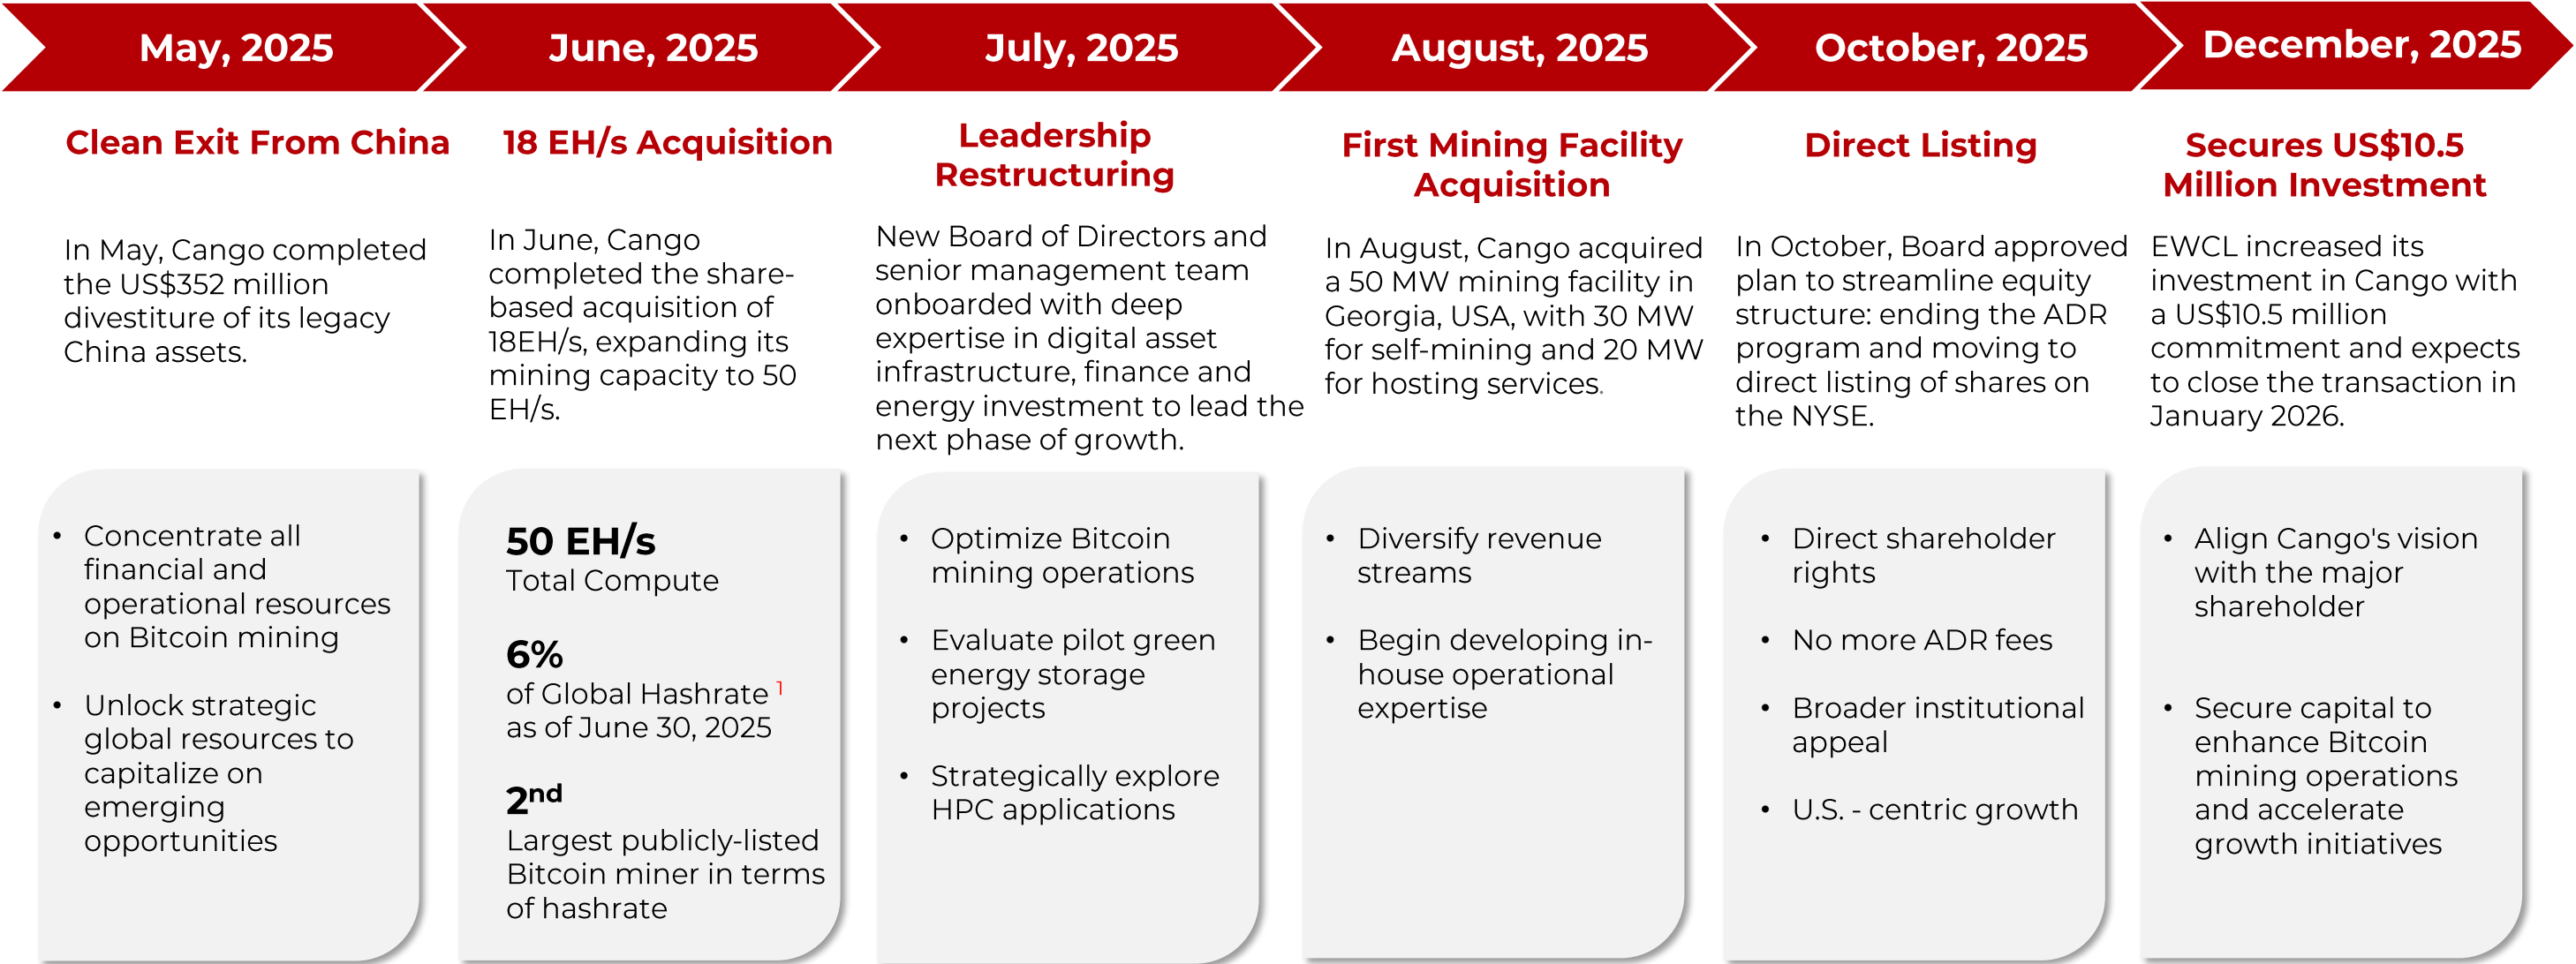 May, 2025
June, 2025
July, 2025
August, 2025
October, 2025
December, 2025
Clean Exit From China
In May, Cango completed
the US$352 million
divestiture of its legacy
China assets.
• Concentrate all
financial and
operational resources
on Bitcoin mining
• Unlock strategic
global resources to
capitalize on
emerging
opportunities
18 EH/s Acquisition
In June, Cango
completed the share-
based acquisition of
18EH/s, expanding its
mining capacity to 50
EH/s.
50 EH/s
Total Compute
6%
of Global Hashrate 1
as of June 30, 2025
2nd
Largest publicly-listed
Bitcoin miner in terms
of hashrate
Leadership
Restructuring
New Board of Directors and
senior management team
onboarded with deep
expertise in digital asset
infrastructure, finance and
energy investment to lead the
next phase of growth.
• Optimize Bitcoin
mining operations
• Evaluate pilot green
energy storage
projects
• Strategically explore
HPC applications
First Mining Facility
Acquisition
In August, Cango acquired
a 50 MW mining facility in
Georgia, USA, with 30 MW
for self-mining and 20 MW
for hosting services.
• Diversify revenue
streams
• Begin developing in-
house operational
expertise
Direct Listing
In October, Board approved
plan to streamline equity
structure: ending the ADR
program and moving to
direct listing of shares on
the NYSE.
• Direct shareholder
rights
• No more ADR fees
• Broader institutional
appeal
• U.S. - centric growth
Secures US$10.5
Million Investment
EWCL increased its
investment in Cango with
a US$10.5 million
commitment and expects
to close the transaction in
January 2026.
• Align Cango's vision
with the major
shareholder
• Secure capital to
enhance Bitcoin
mining operations
and accelerate
growth initiatives